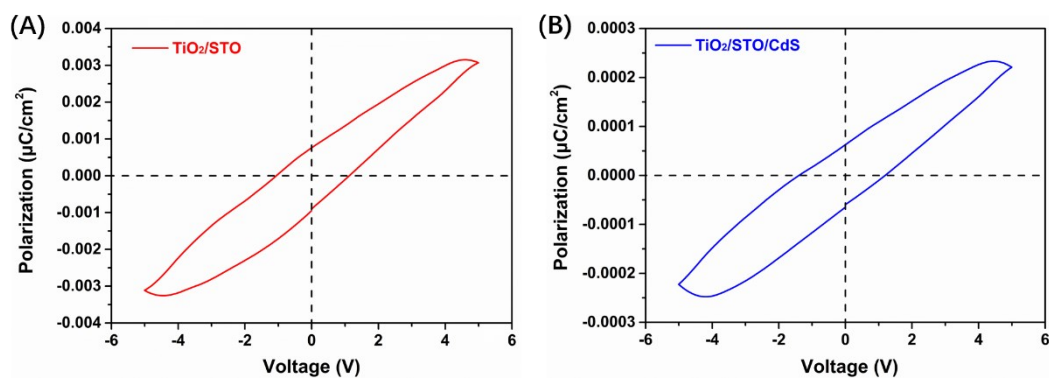 (A)
TiO₂/STO
0.004
0.003
0.002
0.001
0.000
-0.001
-0.002
-0.003
-0.004
Polarization (μC/cm²)
-6 -4 -2 0 2 4 6
Voltage (V)
(B)
TiO₂/STO/CdS
0.0003
0.0002
0.0001
0.0000
-0.0001
-0.0002
-0.0003
Polarization (μC/cm²)
-6 -4 -2 0 2 4 6
Voltage (V)